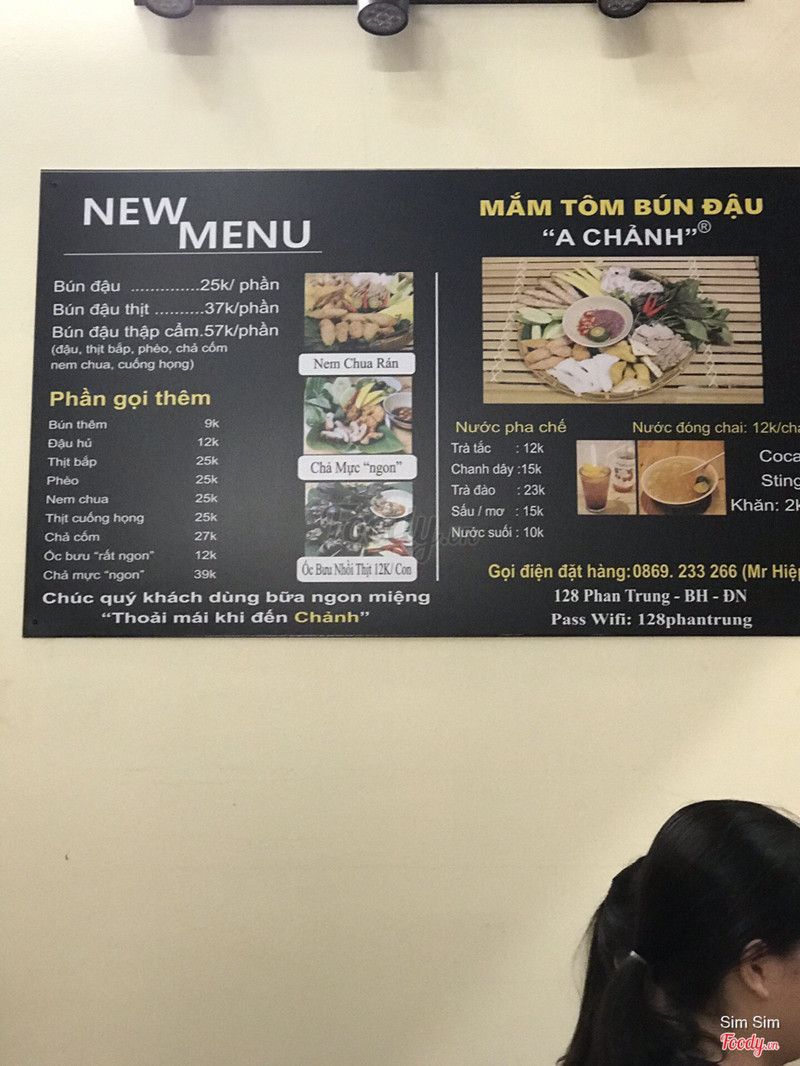 NEW
MENU
Bún đậu ..............25k/ phần
Bún đậu thịt ..........37k/phần
Bún đậu thập cẩm.57k/phần
(đậu, thịt bắp, phèo, chả cốm
nem chua, cuống họng)
Phần gọi thêm
Bún thêm 9k
Đậu hủ 12k
Thịt bắp 25k
Phèo 25k
Nem chua 25k
Thịt cuống họng 25k
Chả cốm 27k
Ốc bưu "rất ngon" 12k
Chả mực "ngon" 39k
Nem Chua Rán
Chả Mực "ngon"
Ốc Bưu Nhồi Thịt 12K/ Con
Chúc quý khách dùng bữa ngon miệng
"Thoải mái khi đến Chảnh"
MẮM TÔM BÚN ĐẬU
"A CHẢNH"®
Nước pha chế
Trà tắc : 12k
Chanh dây :15k
Trà đào : 23k
Sấu / mơ : 15k
Nước suối : 10k
Nước đóng chai: 12k/cha
Coca
Sting
Khăn: 2k
Gọi điện đặt hàng: 0869. 233 266 (Mr Hiệp
128 Phan Trung - BH - ĐN
Pass Wifi: 128phantrung
Foody.vn
Sim Sim
Foody.vn